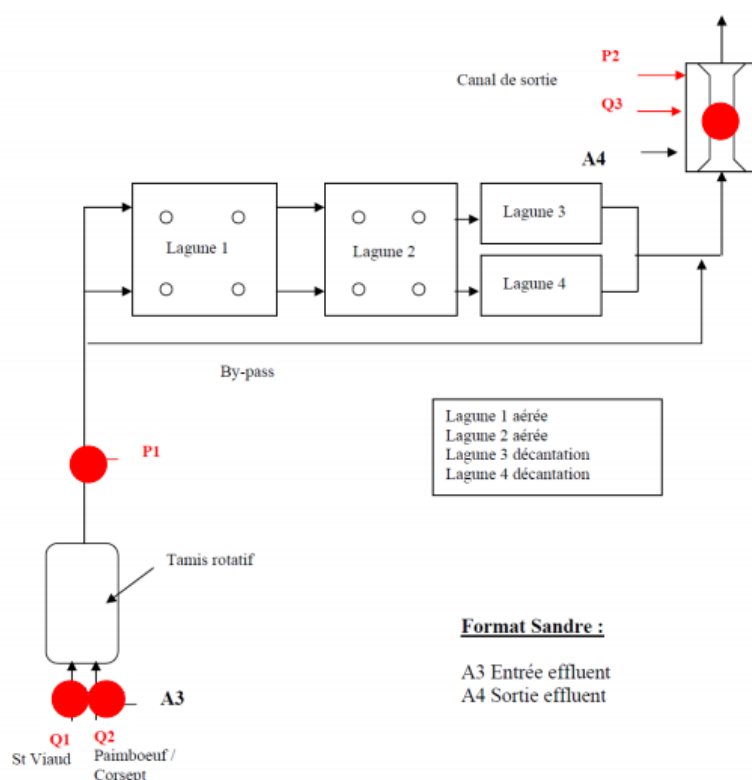 P2
Canal de sortie
Q3
A4
Lagune 1
Lagune 2
Lagune 3
Lagune 4
By-pass
Lagune 1 aérée
Lagune 2 aérée
Lagune 3 décantation
Lagune 4 décantation
P1
Tamis rotatif
Format Sandre :
A3 Entrée effluent
A4 Sortie effluent
A3
Q1
Q2
St Viaud
Paimboeuf /
Corsept